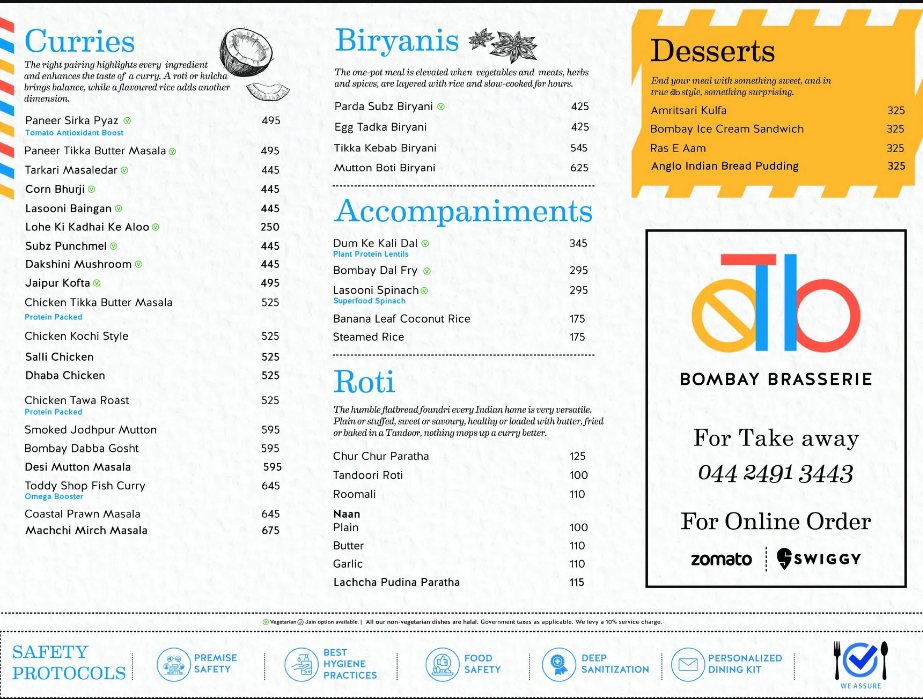 Curries
The right pairing highlights every ingredient
and enhances the taste of a curry. A roti or kulcha
brings balance, while a flavoured rice adds another
dimension.
Paneer Sirka Pyaz 495
Tomato Antioxidant Boost
Paneer Tikka Butter Masala 495
Tarkari Masaledar 445
Corn Bhurji 445
Lasooni Baingan 445
Lohe Ki Kadhai Ke Aloo 250
Subz Punchmel 445
Dakshini Mushroom 445
Jaipur Kofta 495
Chicken Tikka Butter Masala 525
Protein Packed
Chicken Kochi Style 525
Salli Chicken 525
Dhaba Chicken 525
Chicken Tawa Roast 525
Protein Packed
Smoked Jodhpur Mutton 595
Bombay Dabba Gosht 595
Desi Mutton Masala 595
Toddy Shop Fish Curry 645
Omega Booster
Coastal Prawn Masala 645
Machchi Mirch Masala 675
Biryanis
The one-pot meal is elevated when vegetables and meats, herbs
and spices, are layered with rice and slow-cooked for hours.
Parda Subz Biryani 425
Egg Tadka Biryani 425
Tikka Kebab Biryani 545
Mutton Boti Biryani 625
Accompaniments
Dum Ke Kali Dal 345
Plant Protein Lentils
Bombay Dal Fry 295
Lasooni Spinach 295
Superfood Spinach
Banana Leaf Coconut Rice 175
Steamed Rice 175
Roti
The humble flatbread foundri every Indian home is very versatile.
Plain or stuffed, sweet or savoury, healthy or loaded with butter, fried
or baked in a Tandoor, nothing mops up a curry better.
Chur Chur Paratha 125
Tandoori Roti 100
Roomali 110
Naan
Plain 100
Butter 110
Garlic 110
Lachcha Pudina Paratha 115
Desserts
End your meal with something sweet, and in
true style, something surprising.
Amritsari Kulfa 325
Bombay Ice Cream Sandwich 325
Ras E Aam 325
Anglo Indian Bread Pudding 325
BOMBAY BRASSERIE
For Take away
044 2491 3443
For Online Order
zomato SWIGGY
Vegetarian Jain option available. | All our non-vegetarian dishes are halal. Government taxes as applicable. We levy a 10% service charge.
SAFETY
PROTOCOLS
PREMISE
SAFETY
BEST
HYGIENE
PRACTICES
FOOD
SAFETY
DEEP
SANITIZATION
PERSONALIZED
DINING KIT
WE ASSURE